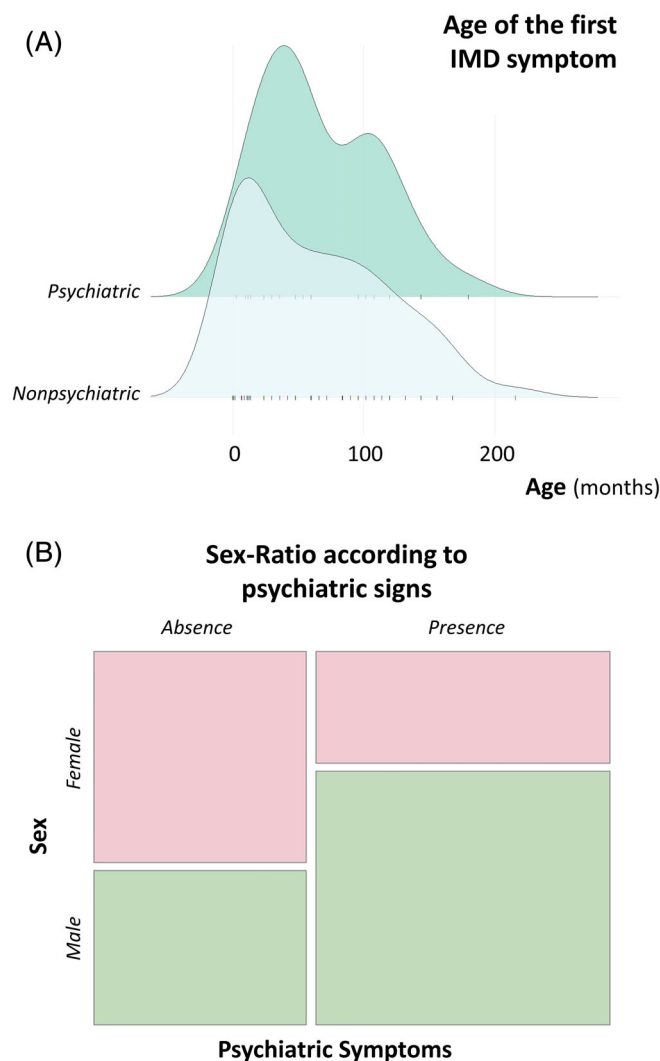 (A)
Age of the first
IMD symptom
Psychiatric
Nonpsychiatric
0 100 200
Age (months)
(B)
Sex-Ratio according to
psychiatric signs
Absence Presence
Female
Sex
Male
Psychiatric Symptoms